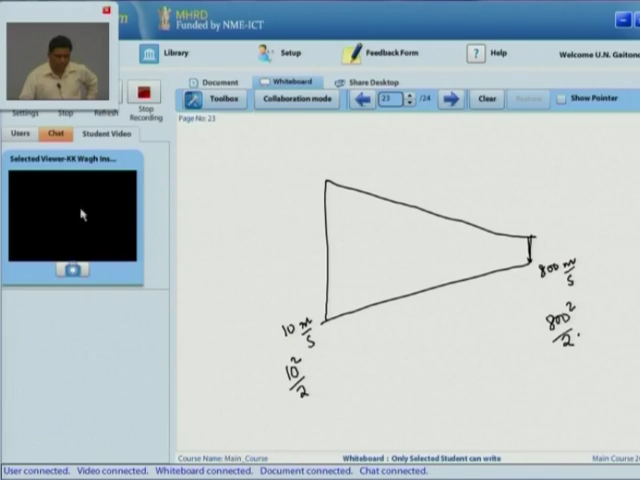 m
MHRD
Funded by NME-ICT
Library
Setup
Feedback Form
? Help
Welcome U.N. Gaitond
Document
Whiteboard
Share Desktop
Settings
Stop
Refresh
Stop Recording
Toolbox
Collaboration mode
23
/24
Clear
Show Pointer
Users
Chat
Student Video
Page No: 23
Selected Viewer-KK Wagh Ins...
800 m/s
10 m/s
800²/2
10²/2
Course Name: Main_Course
Whiteboard : Only Selected Student can write
Main Course 2
User connected. Video connected. Whiteboard connected. Document connected. Chat connected.